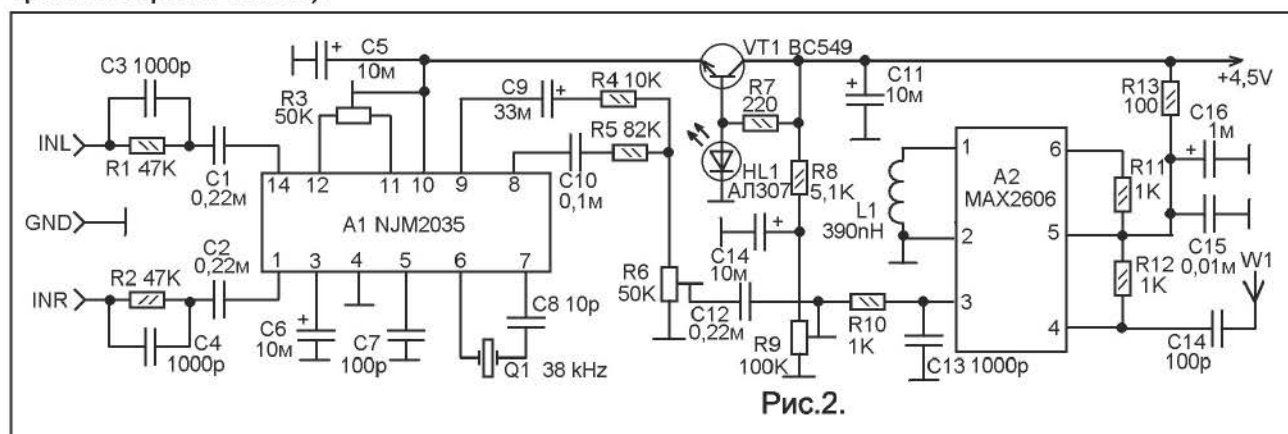 C3 1000p
INL
R1 47K
C1
0,22м
GND
INR
R2 47K
C2
0,22м
C4
1000p
C5
10м
R3
50K
14 12 11 10 9 8
A1 NJM2035
1 3 4 5 6 7
C6
10м
C7
100p
C8 10p
Q1 38 kHz
C9
33м
R4 10K
R5 82K
C10
0,1м
VT1 BC549
R7
220
HL1
АЛ307
R8
5,1K
C11
10м
C14
10м
R6
50K
C12
0,22м
R9
100K
R10
1K
C13 1000p
L1
390nH
A2
MAX2606
1
2
3
6
5
4
R11
1K
R12
1K
R13
100
+4,5V
C16
1м
C15
0,01м
W1
C14
100p
Рис.2.